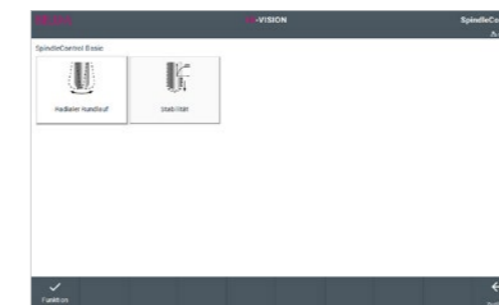 -VISION
SpindleCo
SpindleControl Basic
Radialer Rundlauf
Stabilität
Funktion